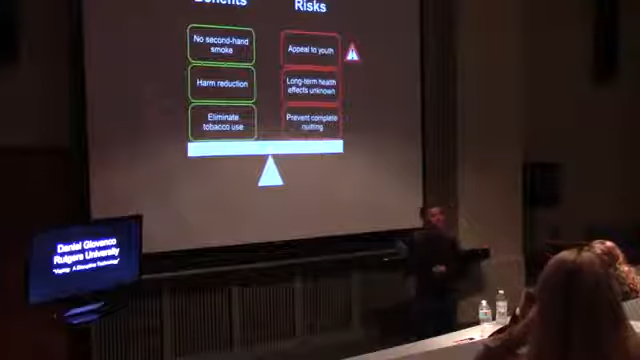 Benefits
Risks
No second-hand
smoke
Harm reduction
Eliminate
tobacco use
Appeal to youth
Long-term health
effects unknown
Prevent complete
quitting
Daniel Giovenco
Rutgers University